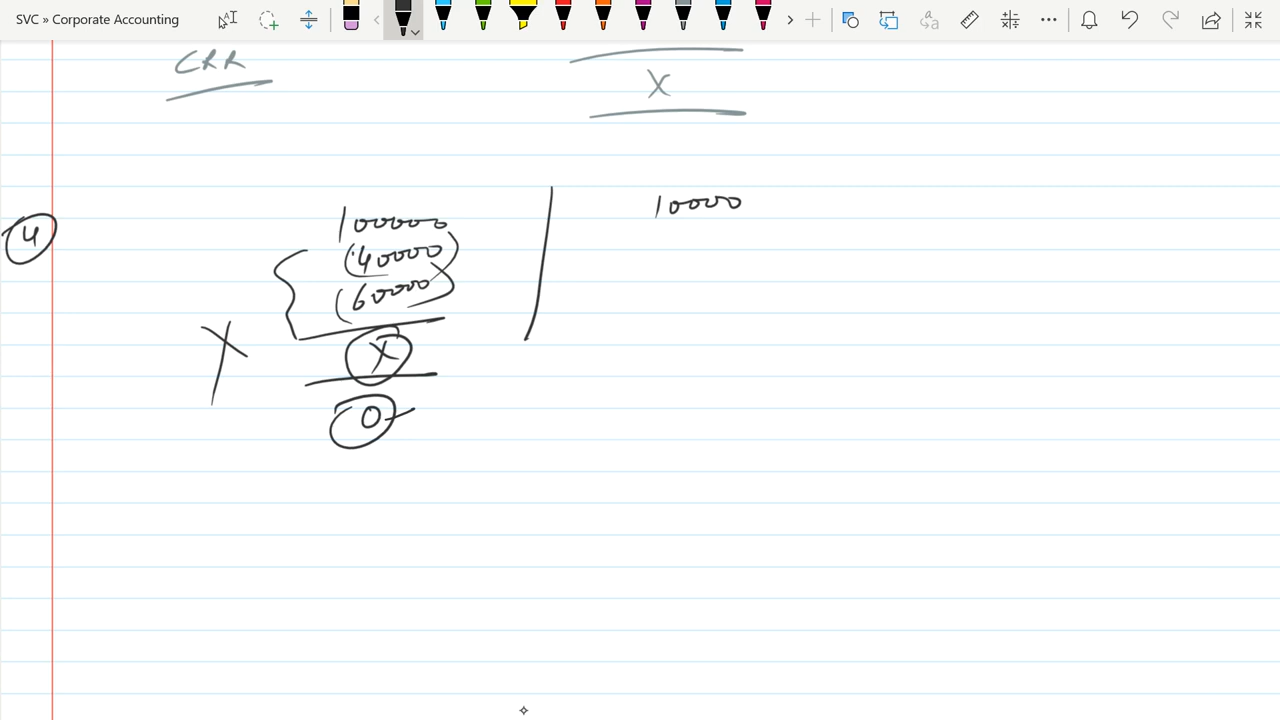 SVC » Corporate Accounting
CRR
X
4
100000
10000
(40000)
(60000)
X
X
0